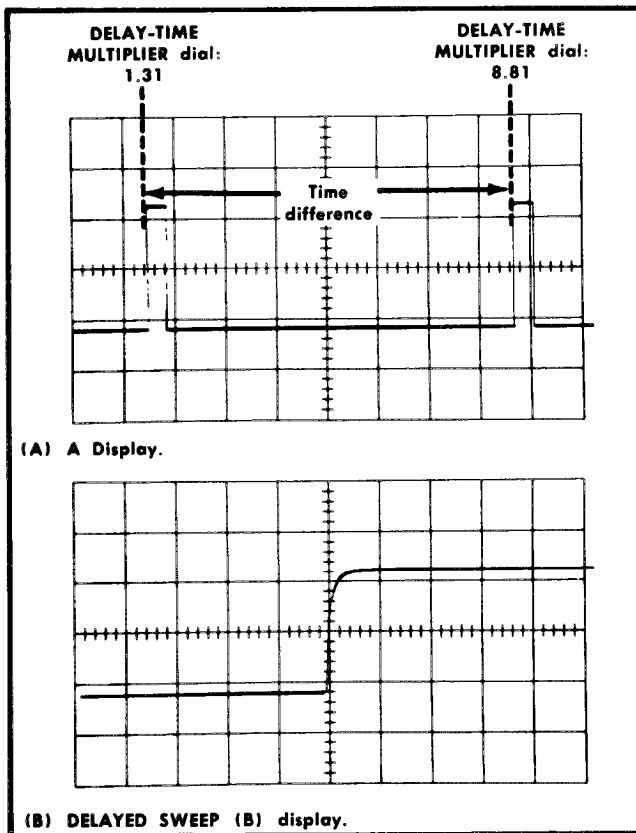 DELAY-TIME
MULTIPLIER dial:
1.31
DELAY-TIME
MULTIPLIER dial:
8.81
Time
difference
(A) A Display.
(B) DELAYED SWEEP (B) display.